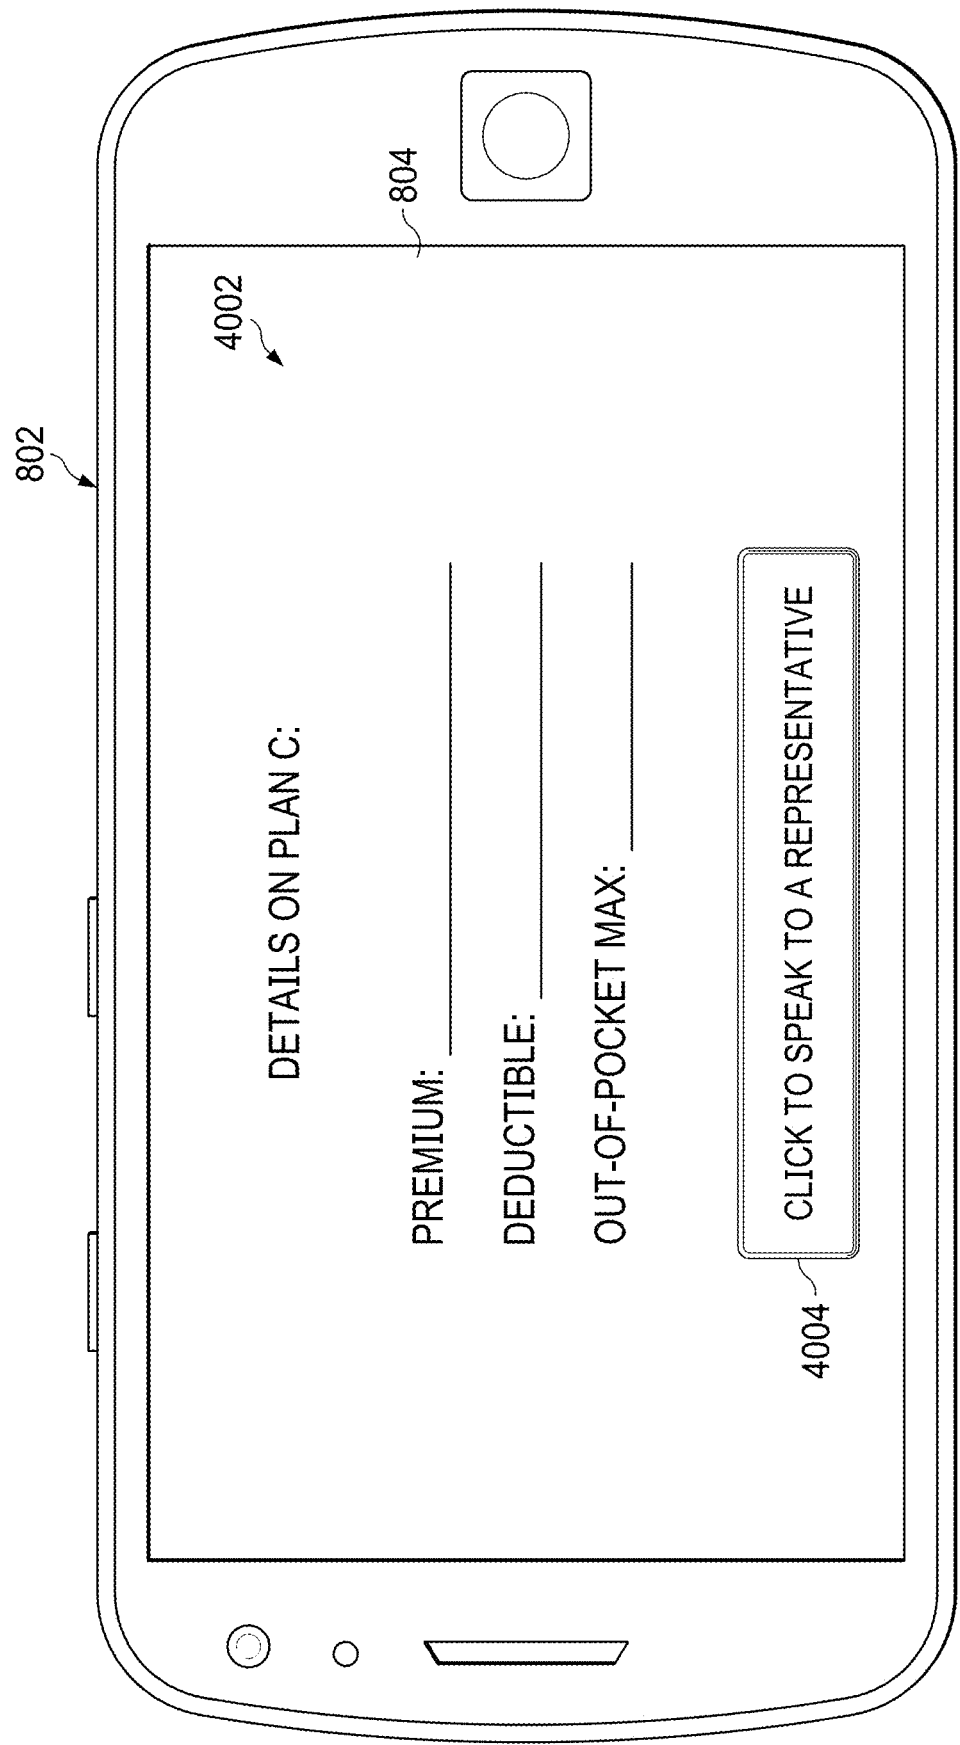 802
804
4002
DETAILS ON PLAN C:
PREMIUM:
DEDUCTIBLE:
OUT-OF-POCKET MAX:
CLICK TO SPEAK TO A REPRESENTATIVE
4004